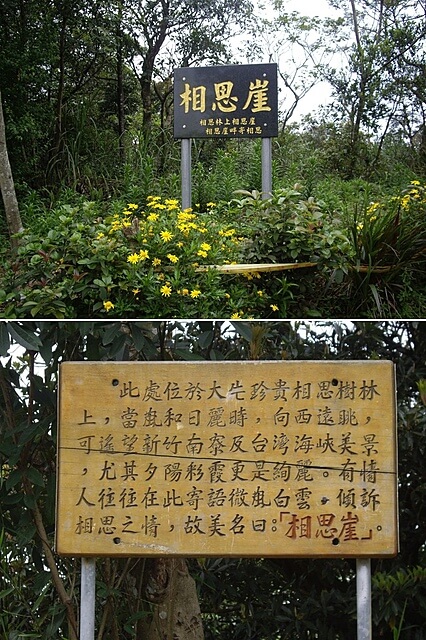 相思崖
相思林上相思崖
相思崖畔寄相思
此處位於大片珍貴相思樹林
上，當風和日麗時，向西遠眺，
可遙望新竹南寮及台灣海峽美景
，尤其夕陽彩霞更是絢麗。有情
人往往在此寄語微風白雲，傾訴
相思之情，故美名曰:「相思崖」。